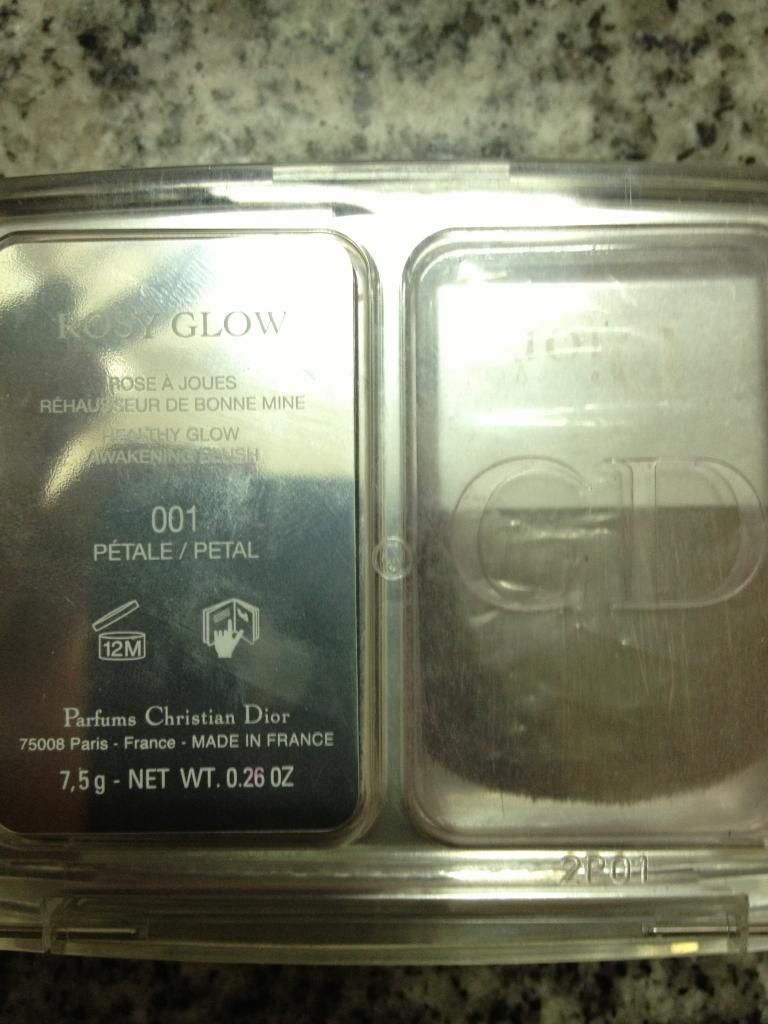 ROSY GLOW
ROSE À JOUES
RÉHAUSSEUR DE BONNE MINE
HEALTHY GLOW
AWAKENING BLUSH
001
PÉTALE / PETAL
12M
Parfums Christian Dior
75008 Paris - France - MADE IN FRANCE
7,5 g - NET WT. 0.26 OZ
CD
2P01